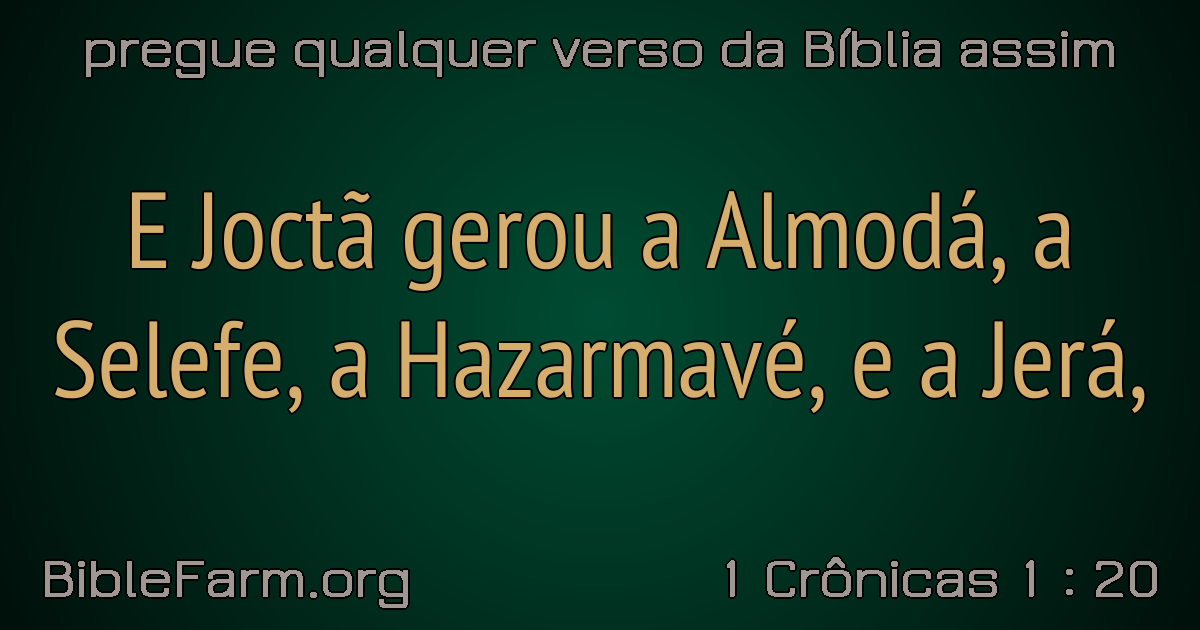 pregue qualquer verso da Bíblia assim
E Joctã gerou a Almodá, a
Selefe, a Hazarmavé, e a Jerá,
BibleFarm.org
1 Crônicas 1 : 20